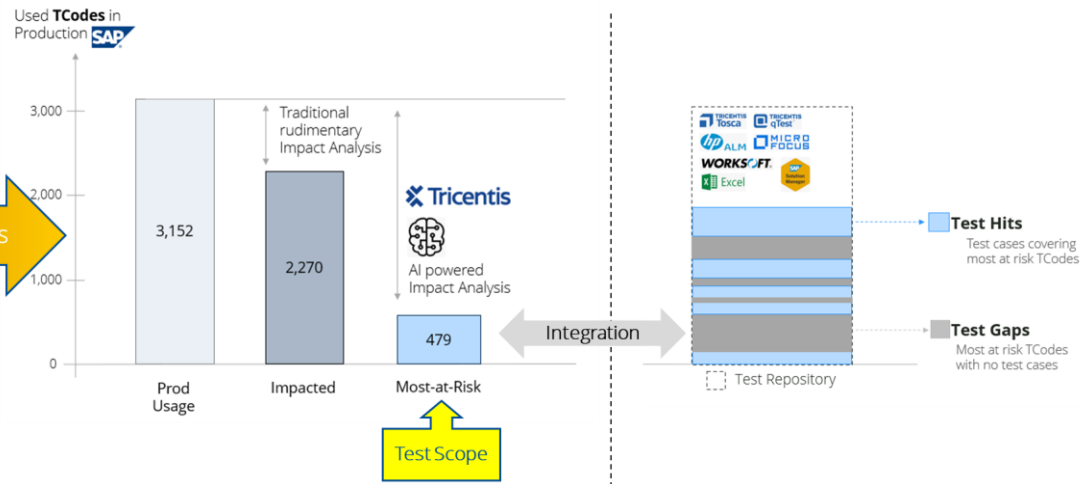 Used TCodes in
Production SAP
3,000
2,000
1,000
0
S
3,152
2,270
479
Traditional
rudimentary
Impact Analysis
Tricentis
AI powered
Impact Analysis
Prod
Usage
Impacted
Most-at-Risk
Test Scope
Integration
TRICENTIS
Tosca
TRICENTIS
qTest
hp ALM
MICRO
FOCUS
WORKSOFT.
Excel
SAP
Solution
Manager
Test Hits
Test cases covering
most at risk TCodes
Test Gaps
Most at risk TCodes
with no test cases
Test Repository